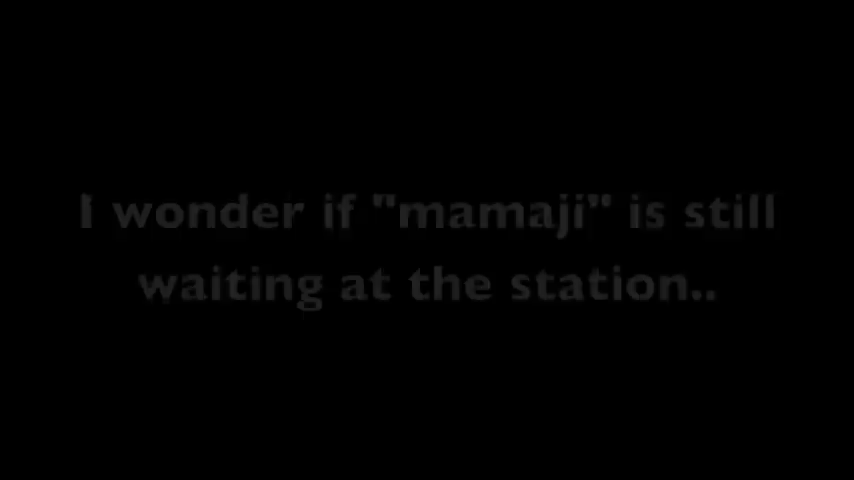 I wonder if "mamaji" is still
waiting at the station..